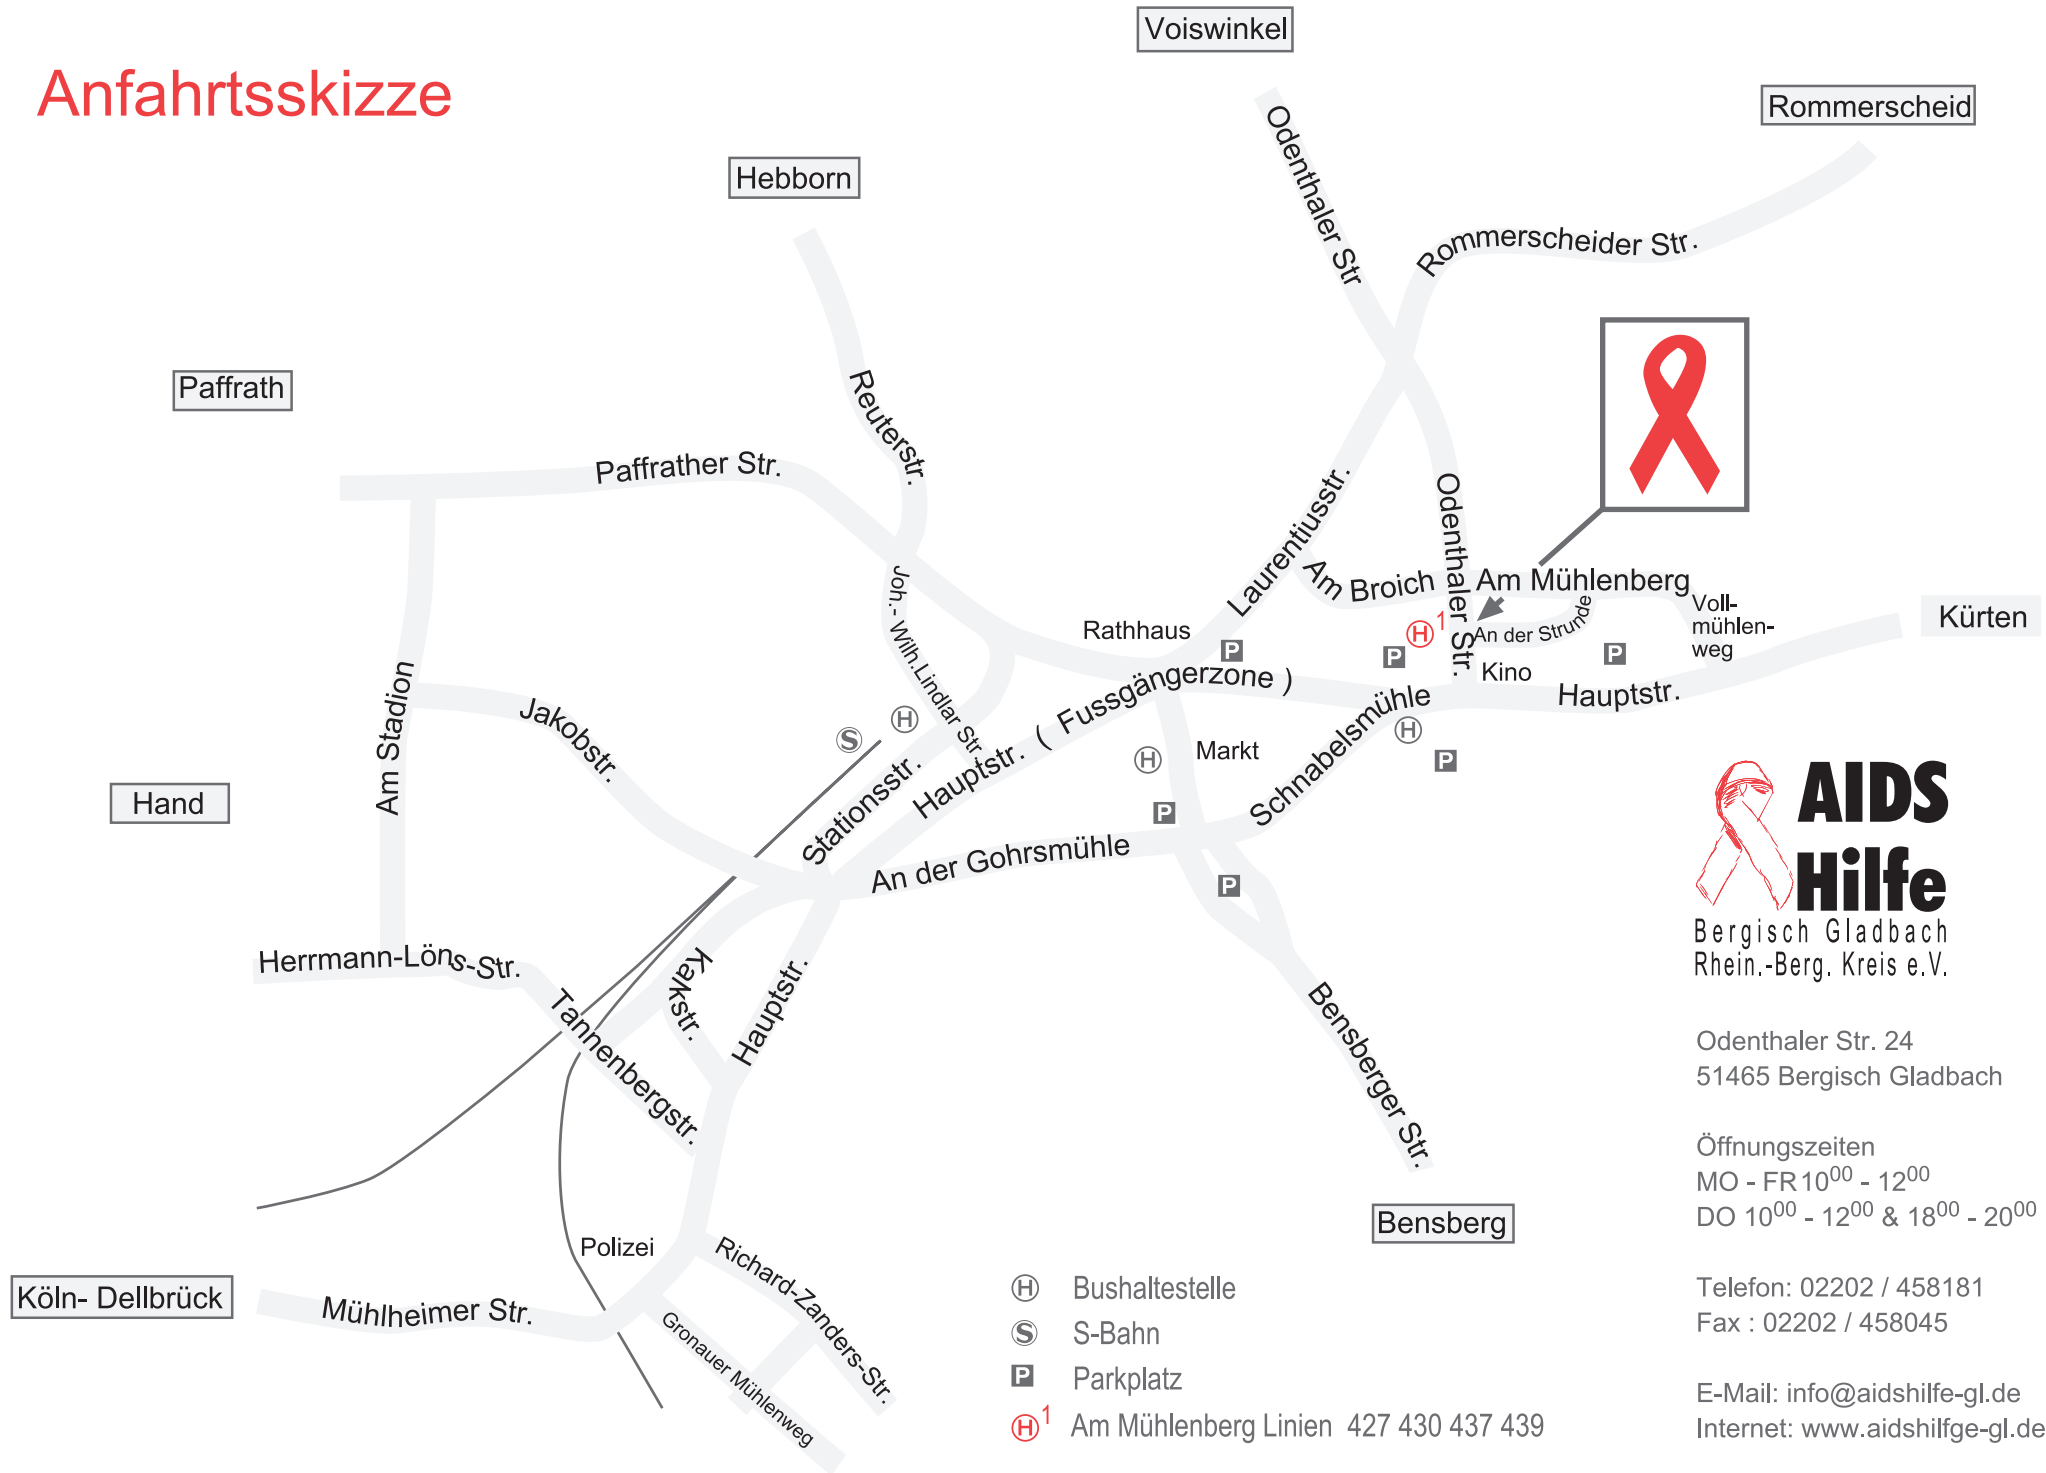 Anfahrtsskizze
Voiswinkel
Rommerscheid
Hebborn
Paffrath
Hand
Köln- Dellbrück
Bensberg
Kürten
Odenthaler Str
Rommerscheider Str.
Reuterstr.
Paffrather Str.
Laurentiusstr.
Odenthaler Str.
Am Broich
Am Mühlenberg
An der Strunde
Voll-
mühlen-
weg
H 1
P
P
P
Rathhaus
Kino
Joh.- Wilh.Lindlar Str.
Hauptstr. ( Fussgängerzone )
Hauptstr.
Am Stadion
Jakobstr.
S
H
H
Markt
H
P
P
P
Stationsstr.
Schnabelsmühle
An der Gohrsmühle
Herrmann-Löns-Str.
Kalkstr.
Hauptstr.
Tannenbergstr.
Bensberger Str.
Polizei
Mühlheimer Str.
Richard-Zanders-Str.
Gronauer Mühlenweg
H Bushaltestelle
S S-Bahn
P Parkplatz
H 1 Am Mühlenberg Linien 427 430 437 439
AIDS
Hilfe
Bergisch Gladbach
Rhein.-Berg. Kreis e.V.
Odenthaler Str. 24
51465 Bergisch Gladbach
Öffnungszeiten
MO - FR 10⁰⁰ - 12⁰⁰
DO 10⁰⁰ - 12⁰⁰ & 18⁰⁰ - 20⁰⁰
Telefon: 02202 / 458181
Fax : 02202 / 458045
E-Mail: info@aidshilfe-gl.de
Internet: www.aidshilfge-gl.de